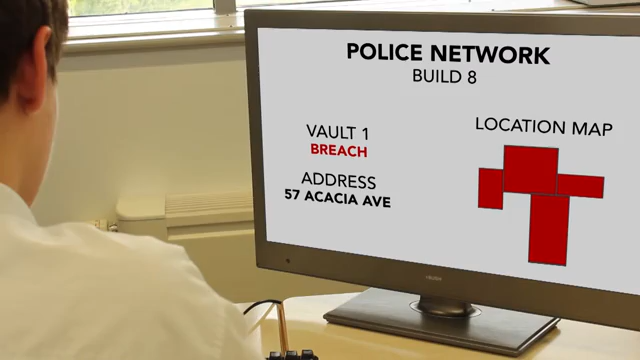 POLICE NETWORK
BUILD 8
VAULT 1
BREACH
ADDRESS
57 ACACIA AVE
LOCATION MAP